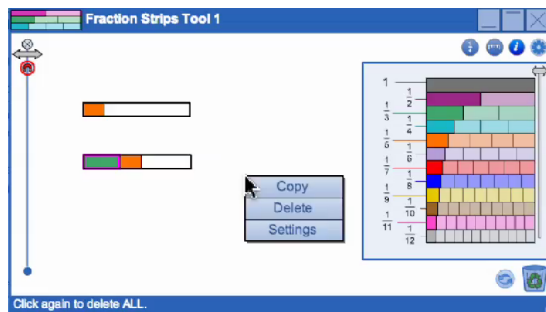 Fraction Strips Tool 1
1
1/2
1/3
1/4
1/5
1/6
1/7
1/8
1/9
1/10
1/11
1/12
Copy
Delete
Settings
Click again to delete ALL.